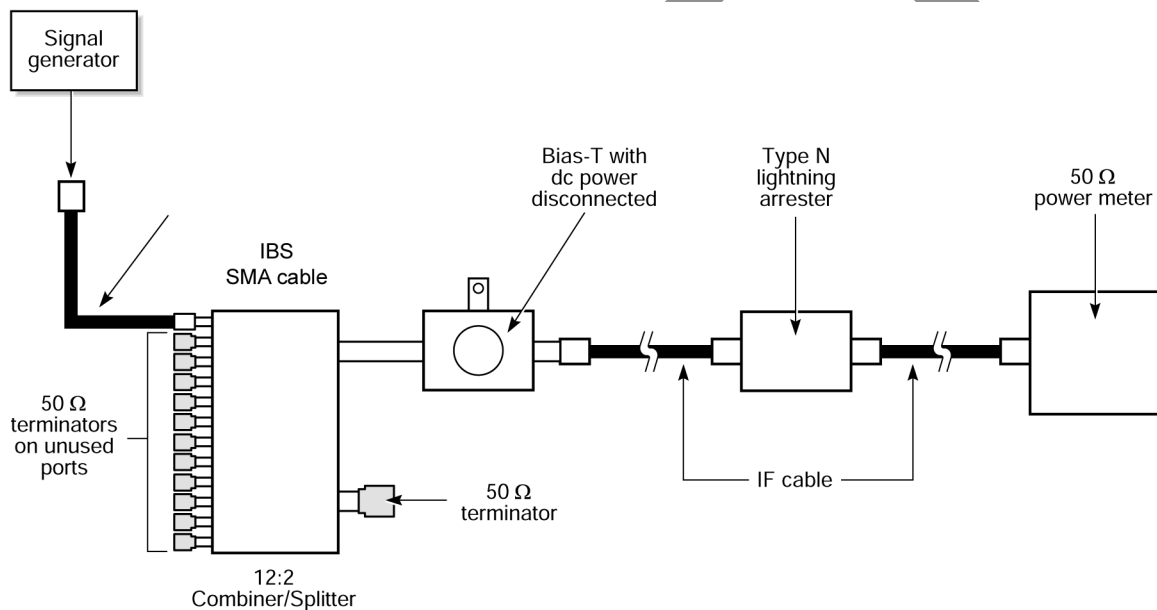 Signal
generator
Bias-T with
dc power
disconnected
Type N
lightning
arrester
50 Ω
power meter
IBS
SMA cable
50 Ω
terminators
on unused
ports
IF cable
50 Ω
terminator
12:2
Combiner/Splitter